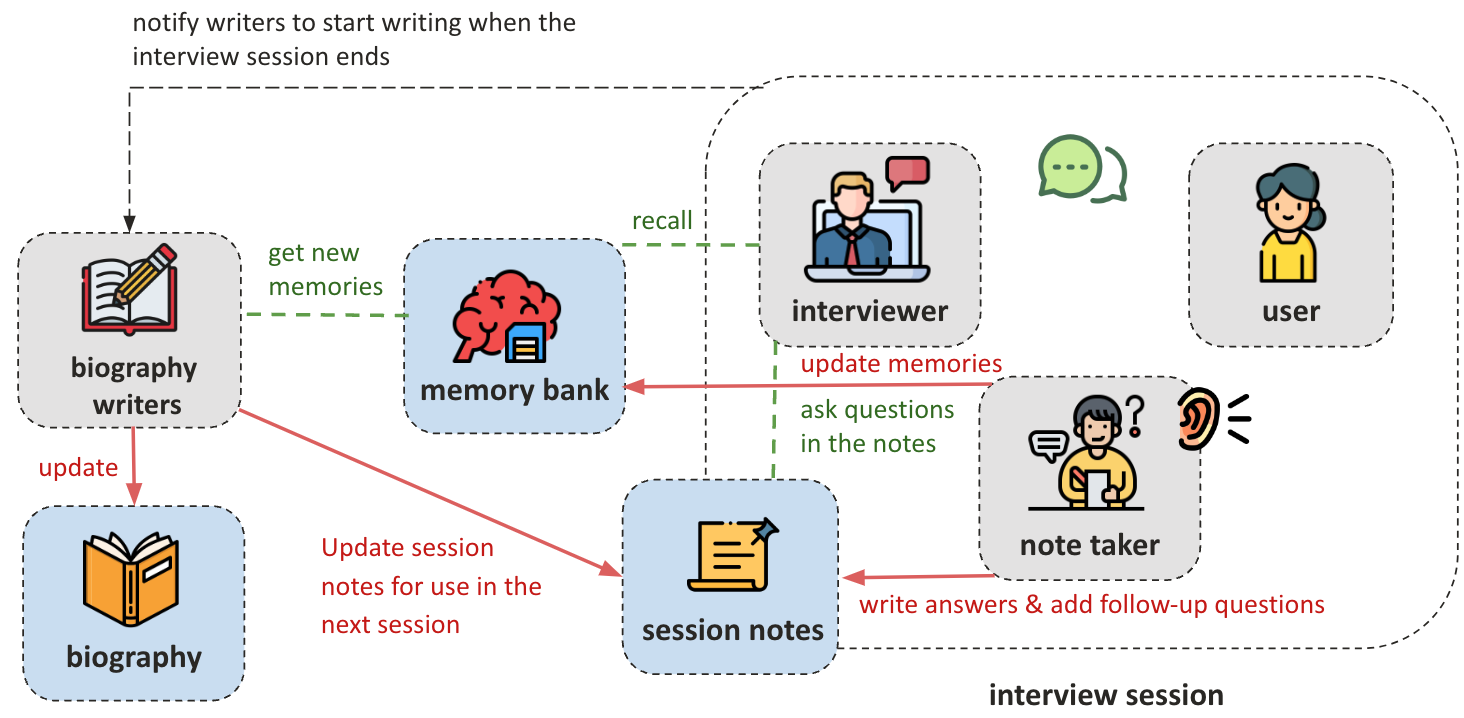 notify writers to start writing when the
interview session ends
recall
get new
memories
interviewer
user
biography
writers
memory bank
update memories
ask questions
in the notes
update
note taker
Update session
notes for use in the
next session
write answers & add follow-up questions
session notes
biography
interview session